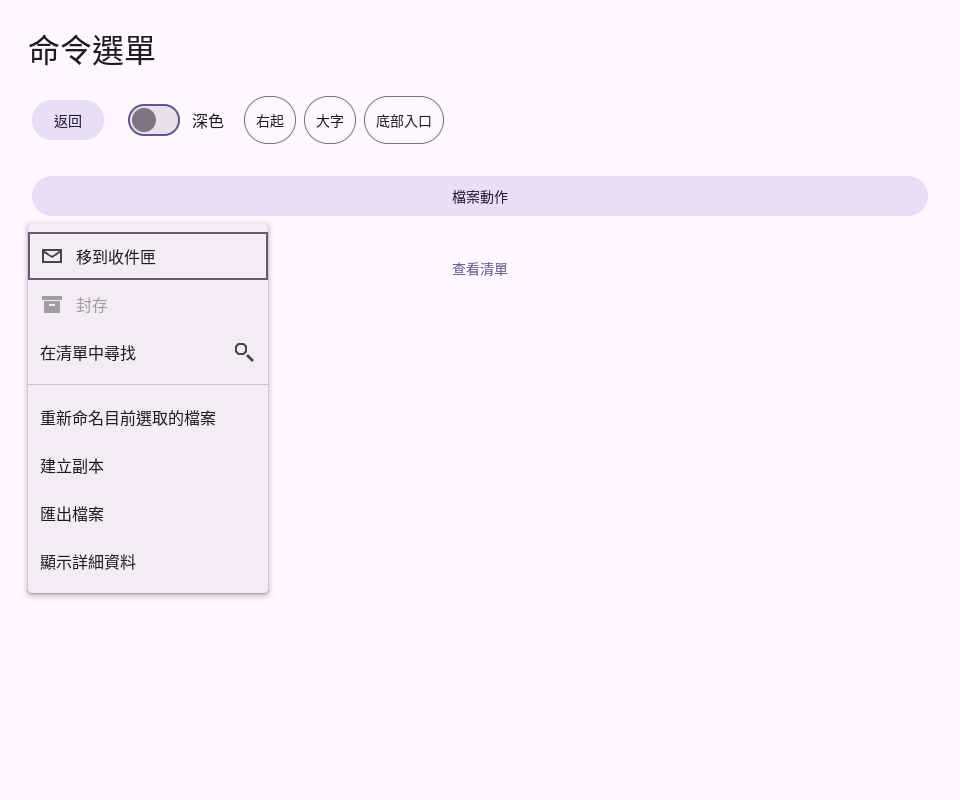 命令選單
返回
深色
右起
大字
底部入口
檔案動作
移到收件匣
查看清單
封存
在清單中尋找
重新命名目前選取的檔案
建立副本
匯出檔案
顯示詳細資料